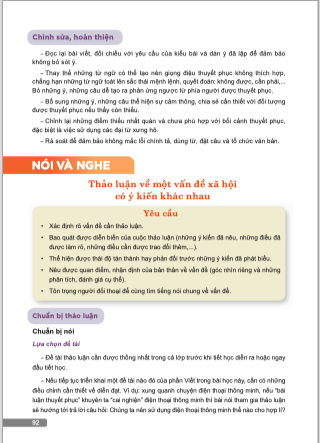 Chỉnh sửa, hoàn thiện
– Đọc lại bài viết, đối chiếu với yêu cầu của kiểu bài và dàn ý đã lập để đảm bảo
không bỏ sót ý.
– Thay thế những từ ngữ có thể tạo nên giọng điệu thuyết phục không thích hợp,
chẳng hạn những từ ngữ toát lên sắc thái mệnh lệnh, quyết đoán: không được, cần phải,...
Bỏ những ý, những câu dễ tạo ra phản ứng ngược từ phía người được thuyết phục.
– Bổ sung những ý, những câu thể hiện sự cảm thông, chia sẻ cần thiết với đối tượng
được thuyết phục nếu thấy còn thiếu.
– Chỉnh lại những điểm thiếu nhất quán và chưa phù hợp với bối cảnh thuyết phục,
đặc biệt là việc sử dụng các đại từ xưng hô.
– Rà soát để đảm bảo không mắc lỗi chính tả, dùng từ, đặt câu và tổ chức văn bản.
NÓI VÀ NGHE
Thảo luận về một vấn đề xã hội
có ý kiến khác nhau
Yêu cầu
• Xác định rõ vấn đề cần thảo luận.
• Bao quát được diễn biến của cuộc thảo luận (những ý kiến đã nêu, những điều đã
được làm rõ, những điều cần được trao đổi thêm,...).
• Thể hiện được thái độ tán thành hay phản đối trước những ý kiến đã phát biểu.
• Nêu được quan điểm, nhận định của bản thân về vấn đề (góc nhìn riêng và những
phân tích, đánh giá cụ thể).
• Tôn trọng người đối thoại để cùng tìm tiếng nói chung về vấn đề.
Chuẩn bị thảo luận
Chuẩn bị nói
Lựa chọn đề tài
– Đề tài thảo luận cần được thống nhất trong cả lớp trước khi tiết học diễn ra hoặc ngay
đầu tiết học.
– Nếu tiếp tục triển khai một đề tài nào đó của phần Viết trong bài học này, cần có những
điều chỉnh cần thiết về diễn đạt. Ví dụ: xung quanh chuyện điện thoại thông minh, nếu "bài
luận thuyết phục" khuyên ta "cai nghiện" điện thoại thông minh thì bài nói tham gia thảo luận
sẽ hướng tới trả lời câu hỏi: Chúng ta nên sử dụng điện thoại thông minh thế nào cho hợp lí?
92